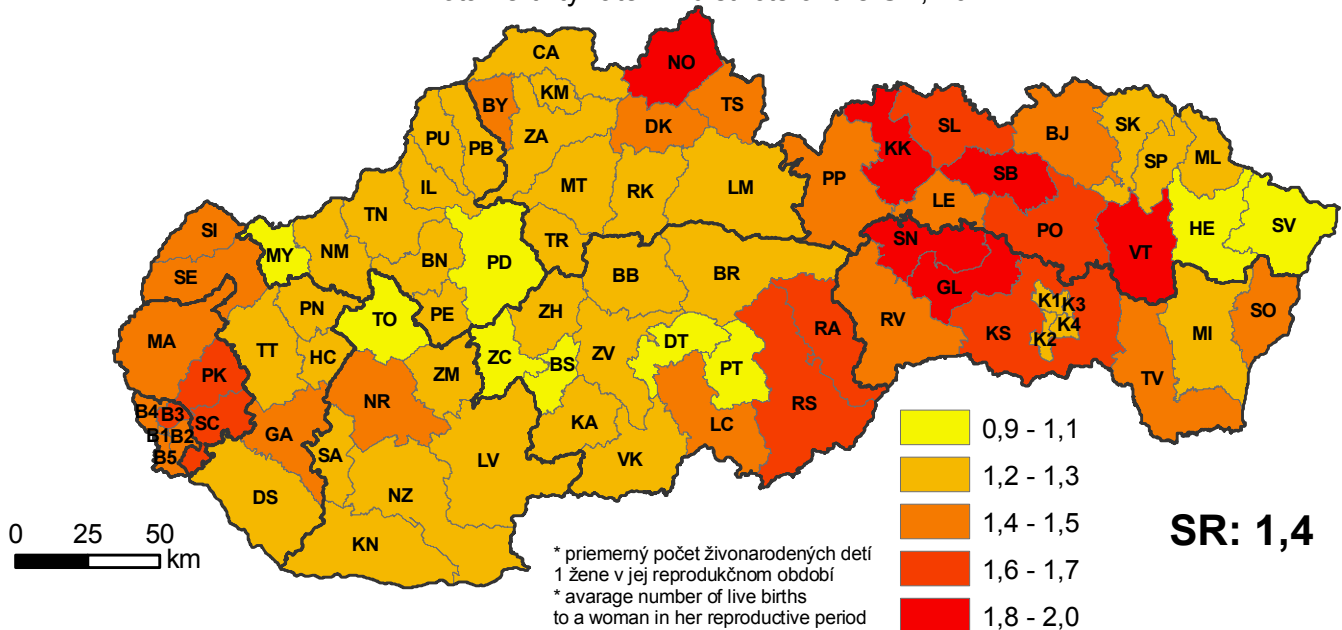 CA
NO
KM
BY
TS
DK
ZA
PU
PB
SL
BJ
SK
KK
PP
SP
ML
SB
IL
MT
RK
LM
LE
TN
SI
TR
SN
PO
VT
HE
SV
MY
NM
BN
PD
BB
BR
SE
GL
PN
TO
PE
ZH
RV
K1
K3
K4
K2
KS
SO
MA
TT
HC
ZC
BS
ZV
DT
RA
MI
PK
ZM
PT
TV
B4
B3
NR
RS
SC
B1
B2
B5
GA
KA
LC
SA
LV
VK
DS
NZ
KN
0,9 - 1,1
1,2 - 1,3
1,4 - 1,5
1,6 - 1,7
1,8 - 2,0
SR: 1,4
0 25 50
km
* priemerný počet živonarodených detí
1 žene v jej reprodukčnom období
* avarage number of live births
to a woman in her reproductive period